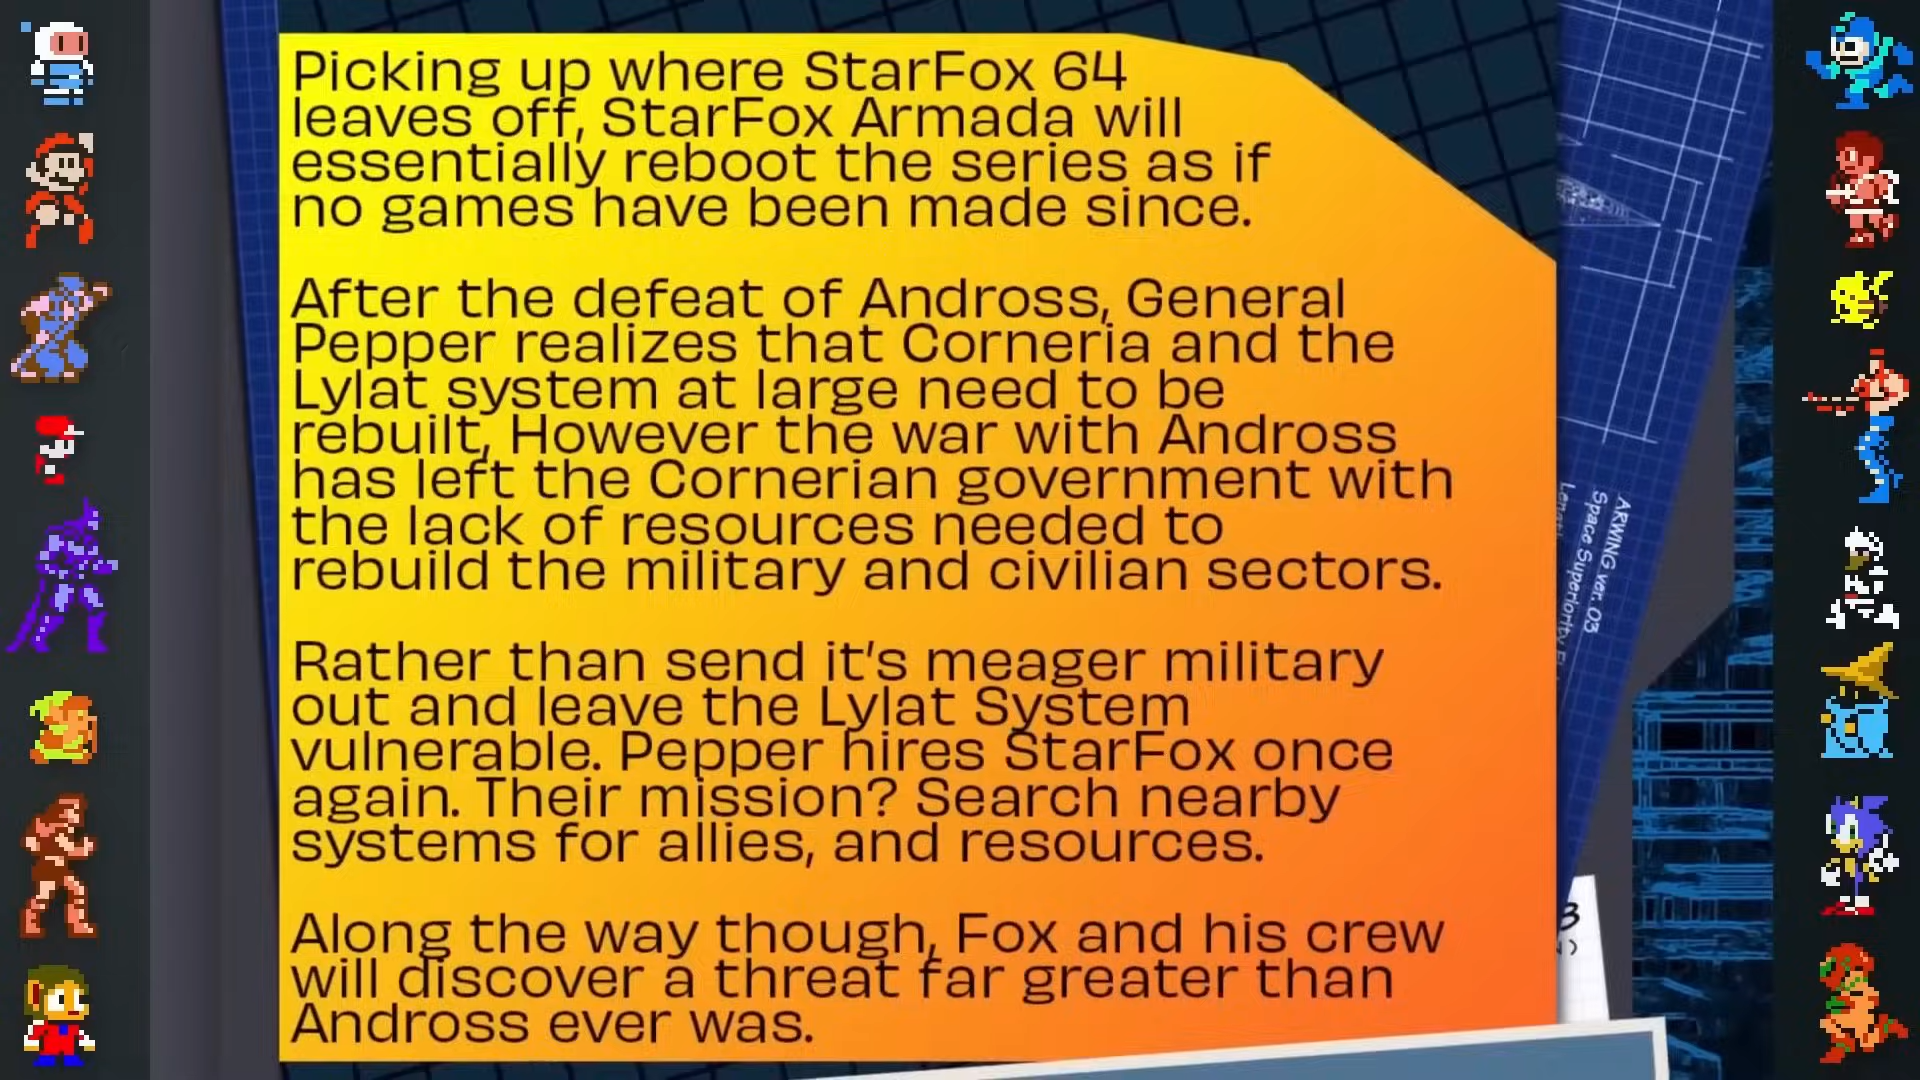 Picking up where StarFox 64
leaves off, StarFox Armada will
essentially reboot the series as if
no games have been made since.
After the defeat of Andross, General
Pepper realizes that Corneria and the
Lylat system at large need to be
rebuilt, However the war with Andross
has left the Cornerian government with
the lack of resources needed to
rebuild the military and civilian sectors.
Rather than send it's meager military
out and leave the Lylat System
vulnerable. Pepper hires StarFox once
again. Their mission? Search nearby
systems for allies, and resources.
Along the way though, Fox and his crew
will discover a threat far greater than
Andross ever was.
ARWING ver. 03
Space Superiority